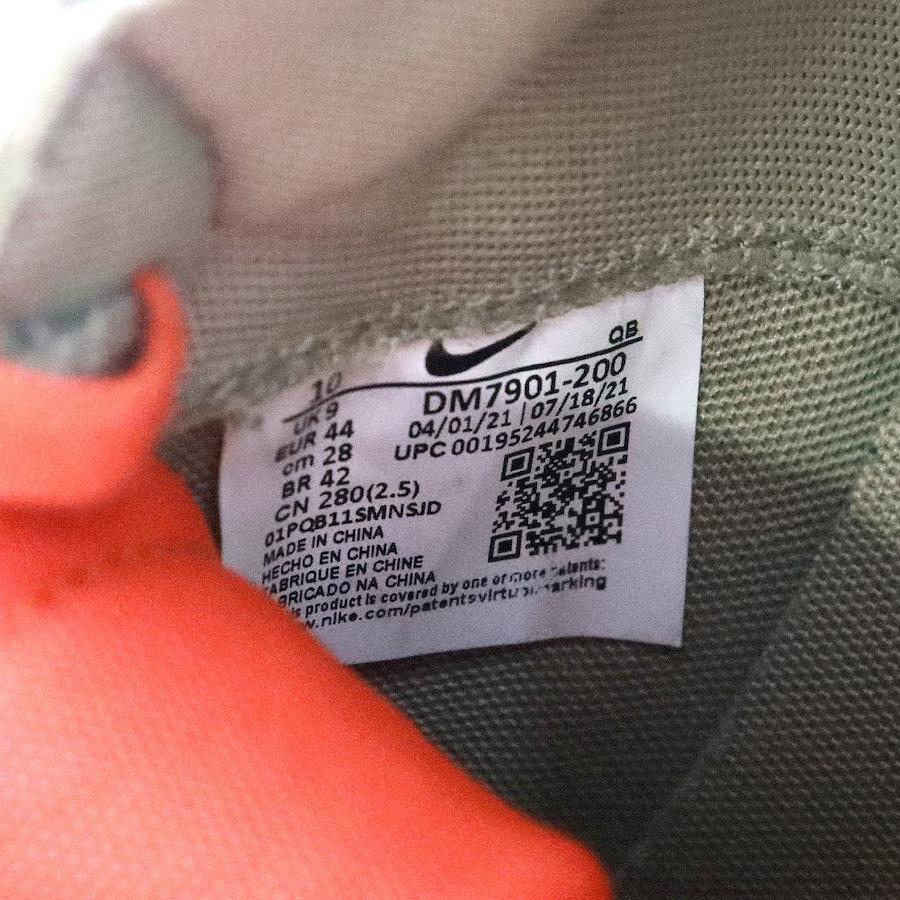 QB
10
UK 9
EUR 44
cm 28
BR 42
CN 280(2.5)
01PQB11SMNSJD
DM7901-200
04/01/21 | 07/18/21
UPC 00195244746866
MADE IN CHINA
HECHO EN CHINA
FABRIQUE EN CHINE
FABRICADO NA CHINA
product is covered by one or more
.nike.com/patents